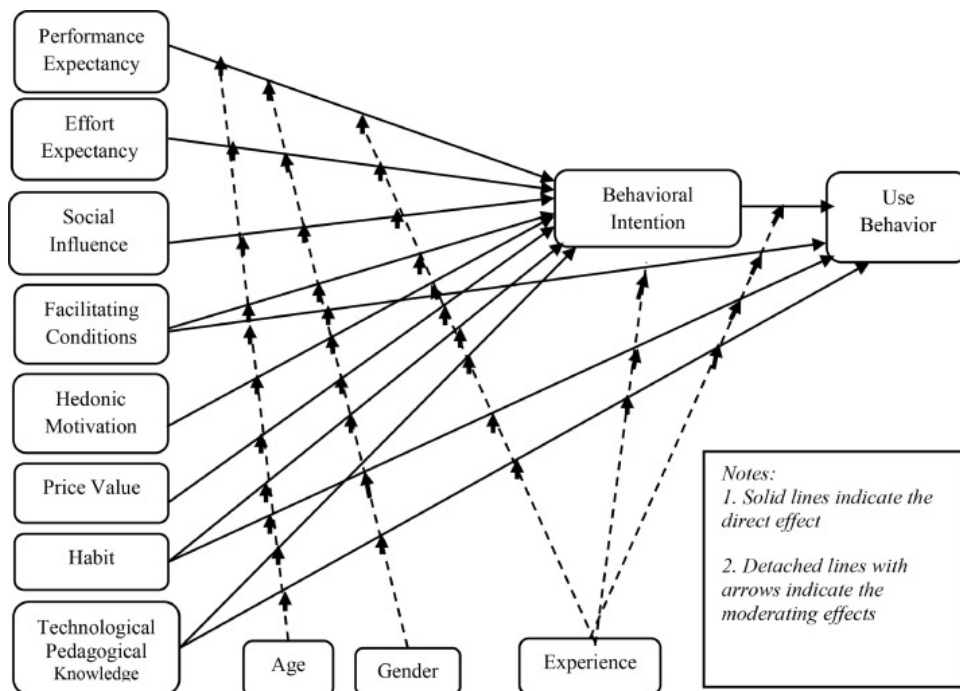 Performance
Expectancy
Effort
Expectancy
Social
Influence
Facilitating
Conditions
Hedonic
Motivation
Price Value
Habit
Technological
Pedagogical
Knowledge
Age
Gender
Experience
Behavioral
Intention
Use
Behavior
Notes:
1. Solid lines indicate the
direct effect
2. Detached lines with
arrows indicate the
moderating effects